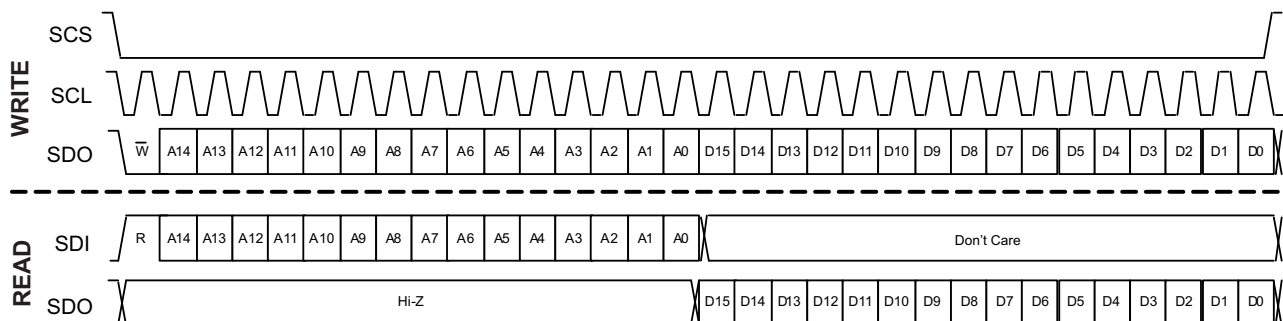 WRITE
SCS
SCL
SDO W̅ A14 A13 A12 A11 A10 A9 A8 A7 A6 A5 A4 A3 A2 A1 A0 D15 D14 D13 D12 D11 D10 D9 D8 D7 D6 D5 D4 D3 D2 D1 D0
READ
SDI R A14 A13 A12 A11 A10 A9 A8 A7 A6 A5 A4 A3 A2 A1 A0 Don't Care
SDO Hi-Z D15 D14 D13 D12 D11 D10 D9 D8 D7 D6 D5 D4 D3 D2 D1 D0